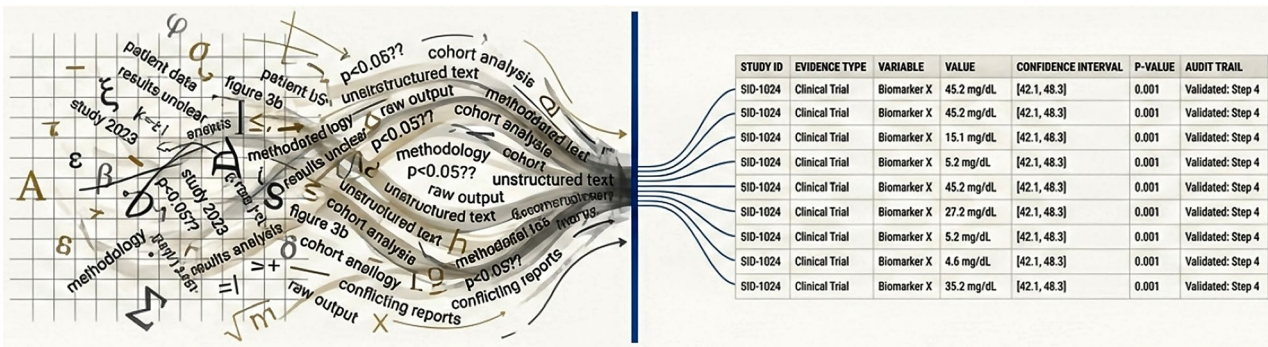 φ
σ
patient data
results unclear
study 2023
figure 3b
patient
p<0.05??
cohort analysis
unstructured text
raw output
p<0.05??
cohort analysis
cohort
methodology
p<0.05??
raw output
unstructured text
results unclear
ξ
τ
ε
β
A
S
p<0.05??
study 2023
methodology
unstructured text
unstructured text
figure 3b
cohort analysis
cohort
raw output
conflicting reports
p<0.05??
conflicting reports
δ
h
Σ
√m
X
STUDY ID EVIDENCE TYPE VARIABLE VALUE CONFIDENCE INTERVAL P-VALUE AUDIT TRAIL
SID-1024 Clinical Trial Biomarker X 45.2 mg/dL [42.1, 48.3] 0.001 Validated: Step 4
SID-1024 Clinical Trial Biomarker X 45.2 mg/dL [42.1, 48.3] 0.001 Validated: Step 4
SID-1024 Clinical Trial Biomarker X 15.1 mg/dL [42.1, 48.3] 0.001 Validated: Step 4
SID-1024 Clinical Trial Biomarker X 5.2 mg/dL [42.1, 48.3] 0.001 Validated: Step 4
SID-1024 Clinical Trial Biomarker X 45.2 mg/dL [42.1, 48.3] 0.001 Validated: Step 4
SID-1024 Clinical Trial Biomarker X 27.2 mg/dL [42.1, 48.3] 0.001 Validated: Step 4
SID-1024 Clinical Trial Biomarker X 5.2 mg/dL [42.1, 48.3] 0.001 Validated: Step 4
SID-1024 Clinical Trial Biomarker X 4.6 mg/dL [42.1, 48.3] 0.001 Validated: Step 4
SID-1024 Clinical Trial Biomarker X 35.2 mg/dL [42.1, 48.3] 0.001 Validated: Step 4